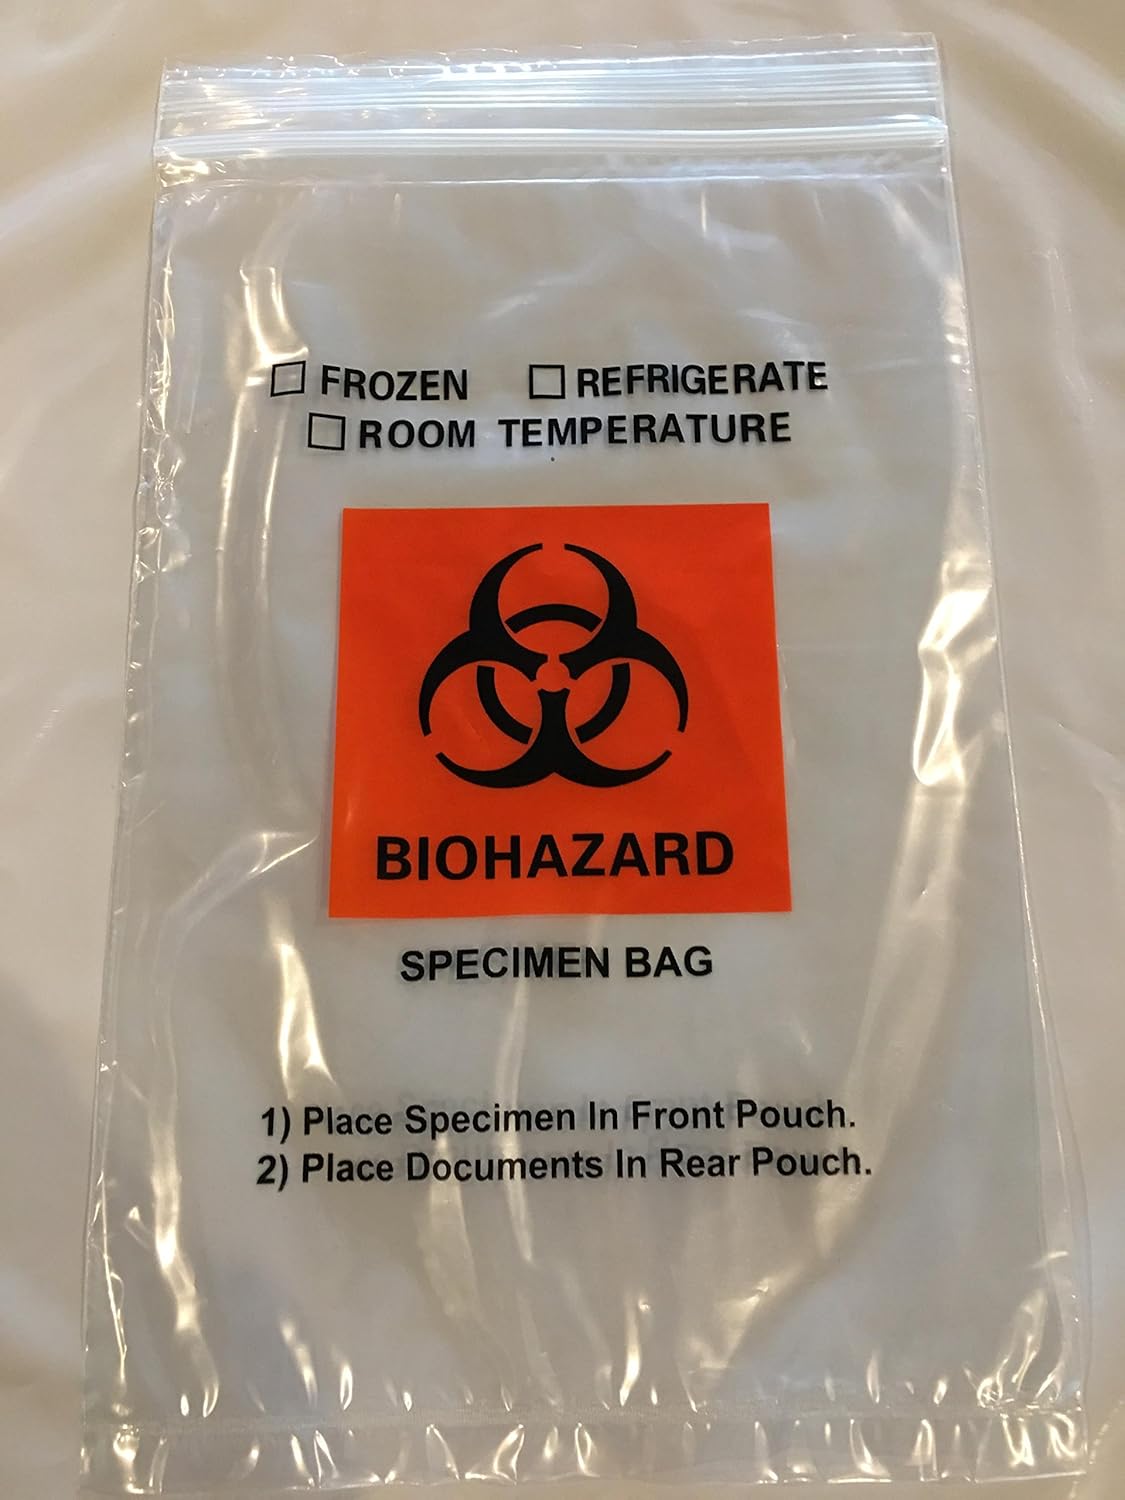 FROZEN REFRIGERATE
ROOM TEMPERATURE
BIOHAZARD
SPECIMEN BAG
1) Place Specimen In Front Pouch.
2) Place Documents In Rear Pouch.